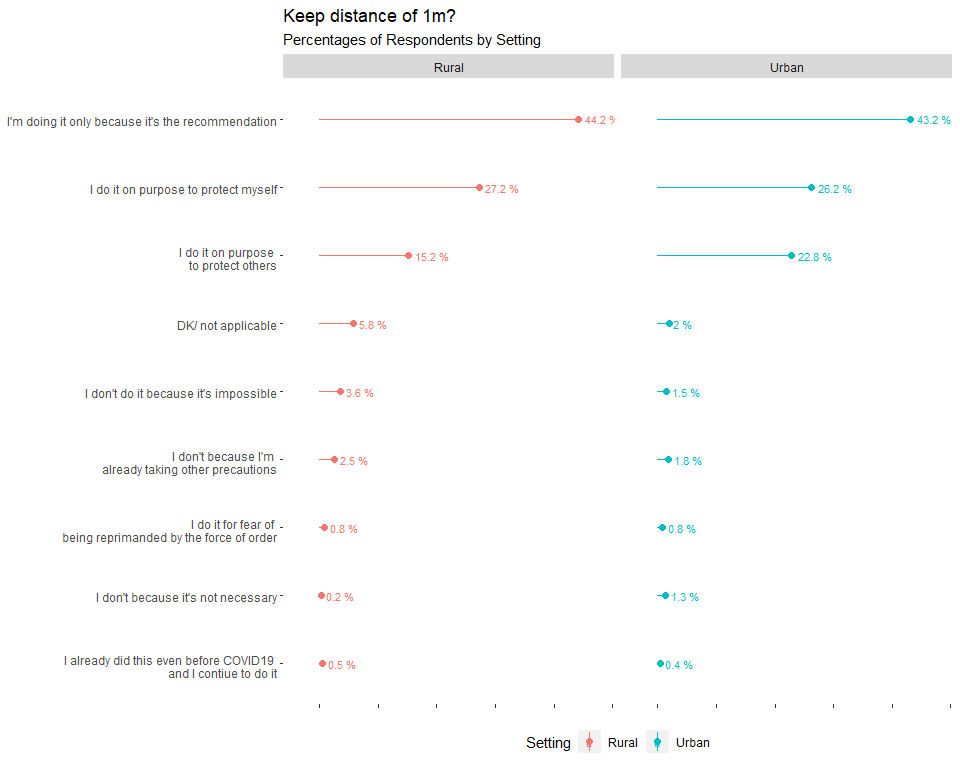 Keep distance of 1m?
Percentages of Respondents by Setting
Rural
Urban
I'm doing it only because it's the recommendation
44.2 %
43.2 %
I do it on purpose to protect myself
27.2 %
26.2 %
I do it on purpose
to protect others
15.2 %
22.8 %
DK/ not applicable
5.8 %
2 %
I don't do it because it's impossible
3.6 %
1.5 %
I don't because I'm
already taking other precautions
2.5 %
1.8 %
I do it for fear of
being reprimanded by the force of order
0.8 %
0.8 %
I don't because it's not necessary
0.2 %
1.3 %
I already did this even before COVID19
and I contiue to do it
0.5 %
0.4 %
Setting
Rural
Urban